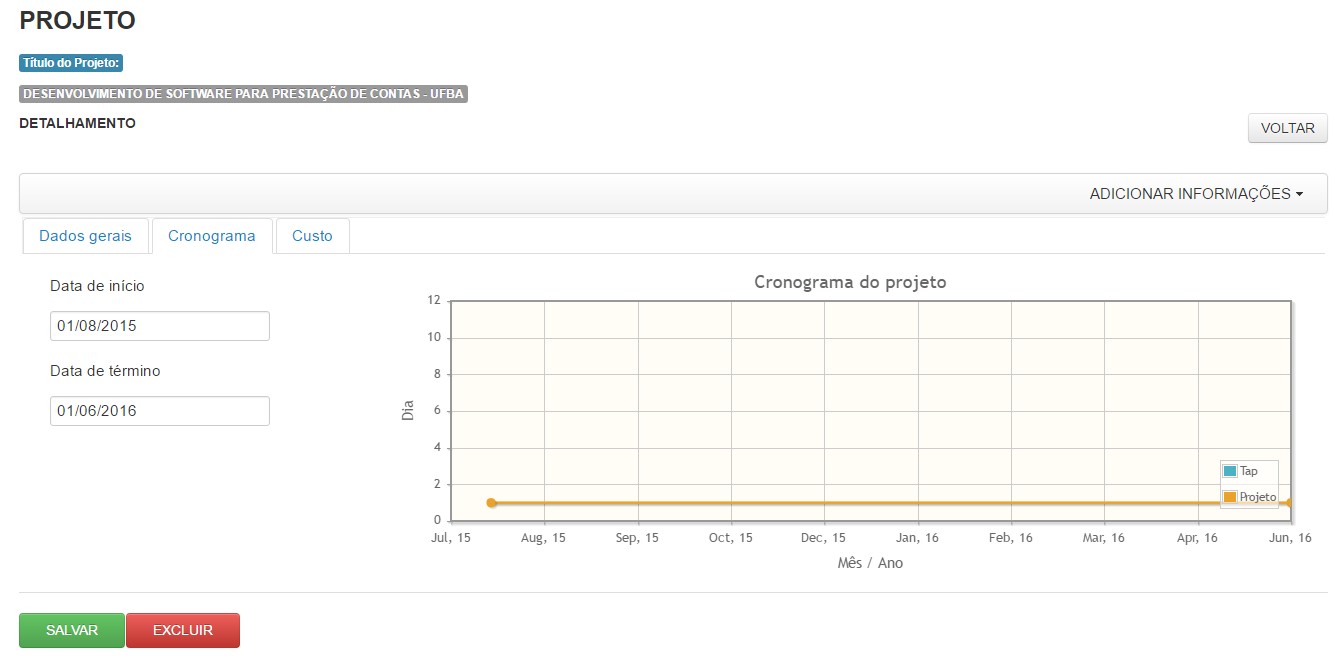 PROJETO
Título do Projeto:
DESENVOLVIMENTO DE SOFTWARE PARA PRESTAÇÃO DE CONTAS - UFBA
DETALHAMENTO
VOLTAR
ADICIONAR INFORMAÇÕES
Dados gerais Cronograma Custo
Data de início
01/08/2015
Data de término
01/06/2016
Cronograma do projeto
12
10
8
6
4
2
0
Dia
Tap
Projeto
Jul, 15 Aug, 15 Sep, 15 Oct, 15 Dec, 15 Jan, 16 Feb, 16 Mar, 16 Apr, 16 Jun, 16
Mês / Ano
SALVAR EXCLUIR